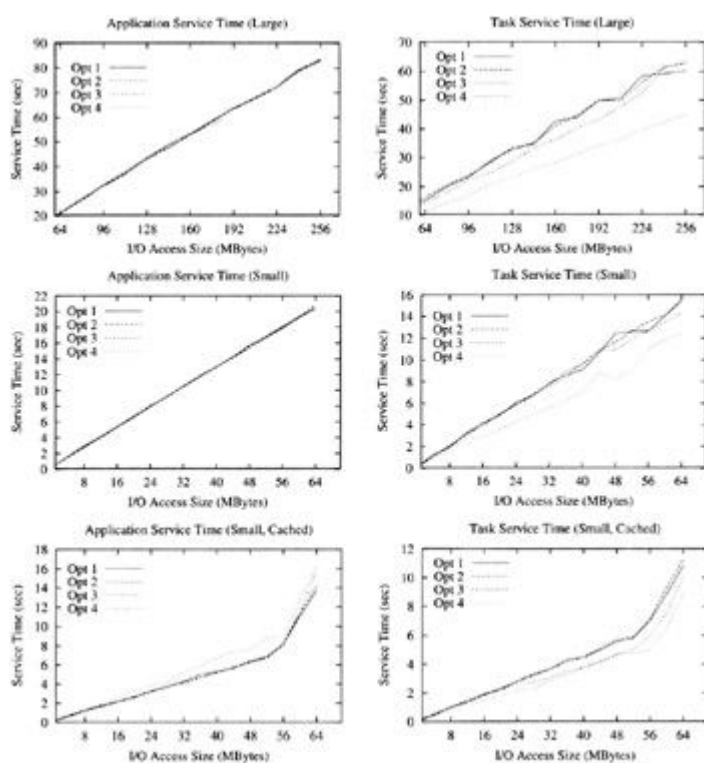 Application Service Time (Large)
Service Time (sec)
90
80
70
60
50
40
30
20
Opt 1
Opt 2
Opt 3
Opt 4
64 96 128 160 192 224 256
I/O Access Size (MBytes)
Task Service Time (Large)
Service Time (sec)
70
60
50
40
30
20
10
Opt 1
Opt 2
Opt 3
Opt 4
64 96 128 160 192 224 256
I/O Access Size (MBytes)
Application Service Time (Small)
Service Time (sec)
22
20
18
16
14
12
10
8
6
4
2
0
Opt 1
Opt 2
Opt 3
Opt 4
8 16 24 32 40 48 56 64
I/O Access Size (MBytes)
Task Service Time (Small)
Service Time (sec)
16
14
12
10
8
6
4
2
0
Opt 1
Opt 2
Opt 3
Opt 4
8 16 24 32 40 48 56 64
I/O Access Size (MBytes)
Application Service Time (Small, Cached)
Service Time (sec)
18
16
14
12
10
8
6
4
2
0
Opt 1
Opt 2
Opt 3
Opt 4
8 16 24 32 40 48 56 64
I/O Access Size (MBytes)
Task Service Time (Small, Cached)
Service Time (sec)
12
10
8
6
4
2
0
Opt 1
Opt 2
Opt 3
Opt 4
8 16 24 32 40 48 56 64
I/O Access Size (MBytes)